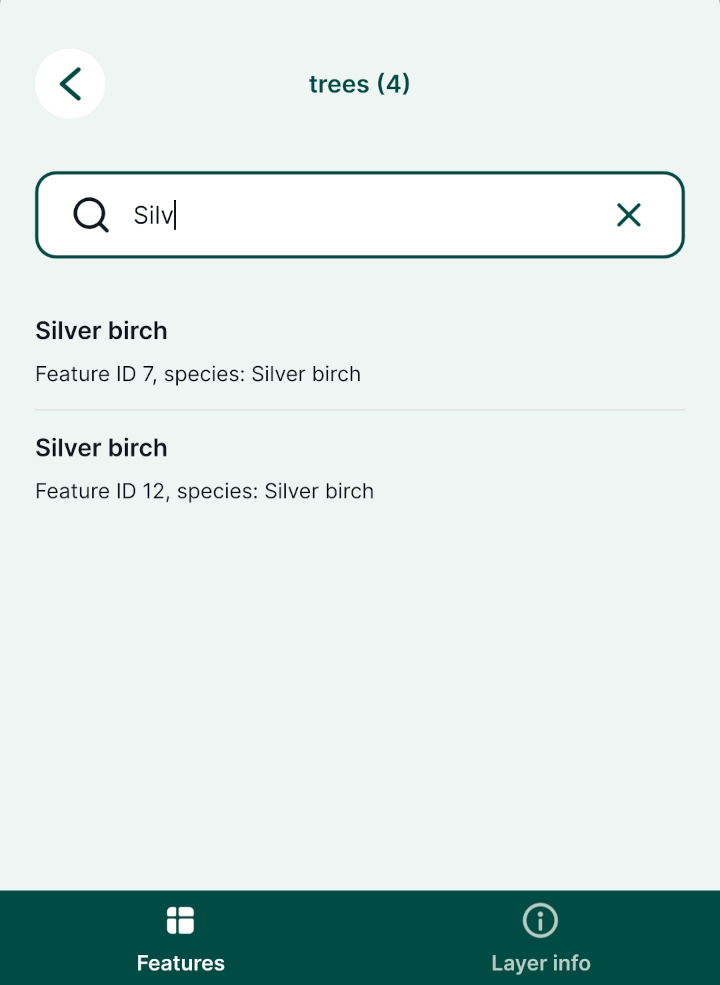 trees (4)
Silv
Silver birch
Feature ID 7, species: Silver birch
Silver birch
Feature ID 12, species: Silver birch
Features
Layer info